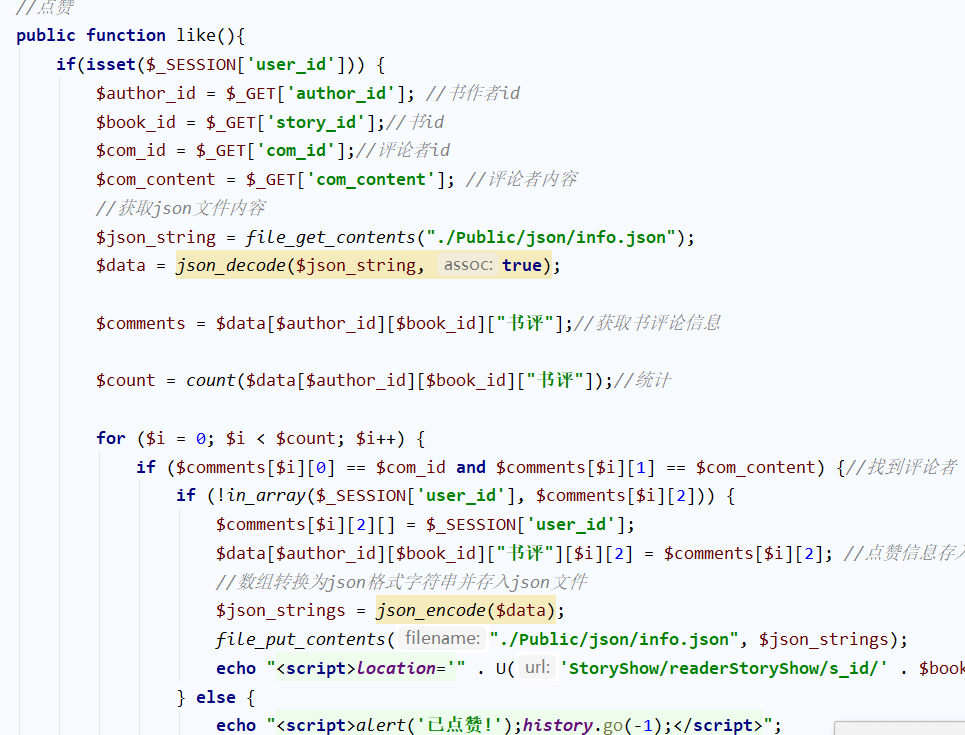 //点赞
public function like(){
if(isset($_SESSION['user_id'])) {
$author_id = $_GET['author_id']; //书作者id
$book_id = $_GET['story_id'];//书id
$com_id = $_GET['com_id'];//评论者id
$com_content = $_GET['com_content']; //评论者内容
//获取json文件内容
$json_string = file_get_contents("./Public/json/info.json");
$data = json_decode($json_string, assoc: true);
$comments = $data[$author_id][$book_id]["书评"];//获取书评论信息
$count = count($data[$author_id][$book_id]["书评"]);//统计
for ($i = 0; $i < $count; $i++) {
if ($comments[$i][0] == $com_id and $comments[$i][1] == $com_content) {//找到评论者
if (!in_array($_SESSION['user_id'], $comments[$i][2])) {
$comments[$i][2][] = $_SESSION['user_id'];
$data[$author_id][$book_id]["书评"][$i][2] = $comments[$i][2]; //点赞信息存入
//数组转换为json格式字符串并存入json文件
$json_strings = json_encode($data);
file_put_contents( filename: "./Public/json/info.json", $json_strings);
echo "<script>location='" . U( url: 'StoryShow/readerStoryShow/s_id/' . $book
} else {
echo "<script>alert('已点赞!');history.go(-1);</script>";